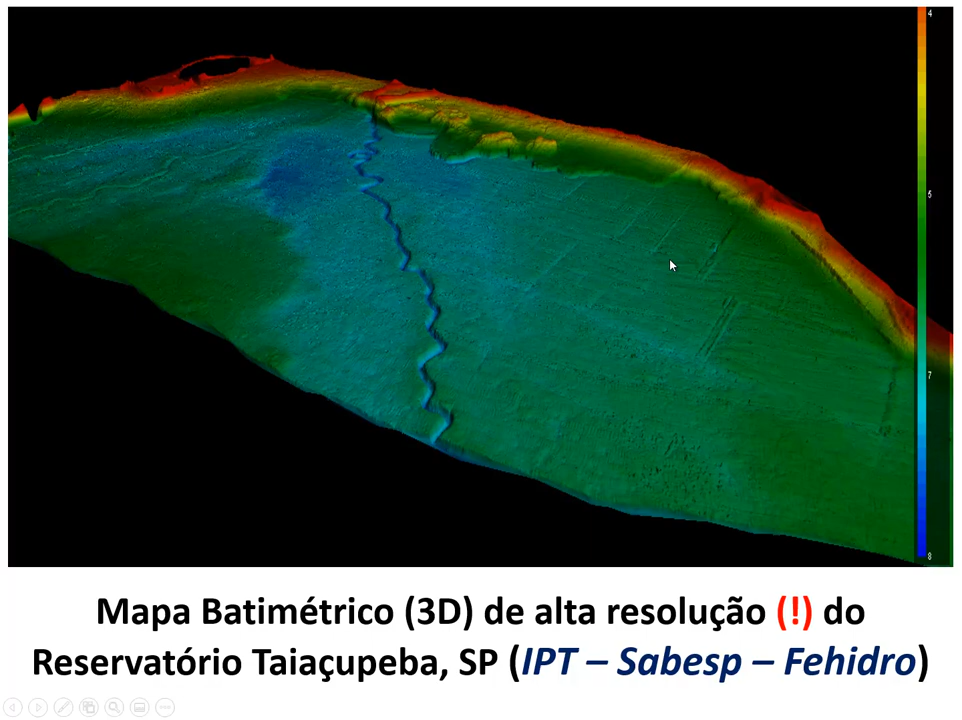 4
5
7
8
Mapa Batimétrico (3D) de alta resolução (!) do
Reservatório Taiaçupeba, SP (IPT – Sabesp – Fehidro)